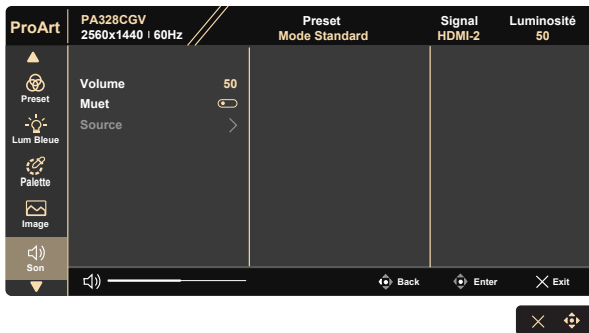 ProArt
PA328CGV
2560x1440 | 60Hz
Preset
Mode Standard
Signal
HDMI-2
Luminosité
50
Preset
Lum Bleue
Palette
Image
Son
Volume 50
Muet
Source
Back Enter Exit